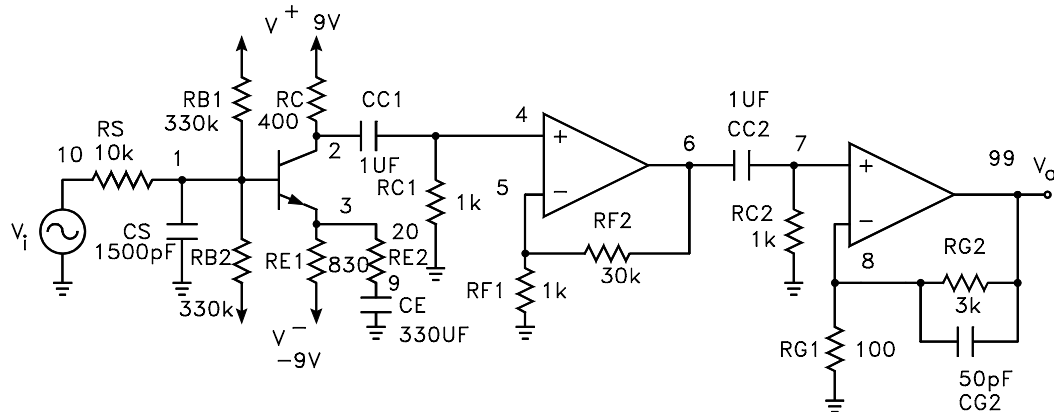 V + 9V
RB1
330k
RC
400
CC1
1UF
1UF
CC2
RS
10k
10
1
2
3
4
5
6
7
8
9
99
Vi
CS
1500pF
RB2
330k
RE1
830
20
RE2
CE
330UF
V -
-9V
RC1
1k
+
-
RF2
30k
RF1
1k
RC2
1k
+
-
Vo
RG2
3k
RG1
100
50pF
CG2